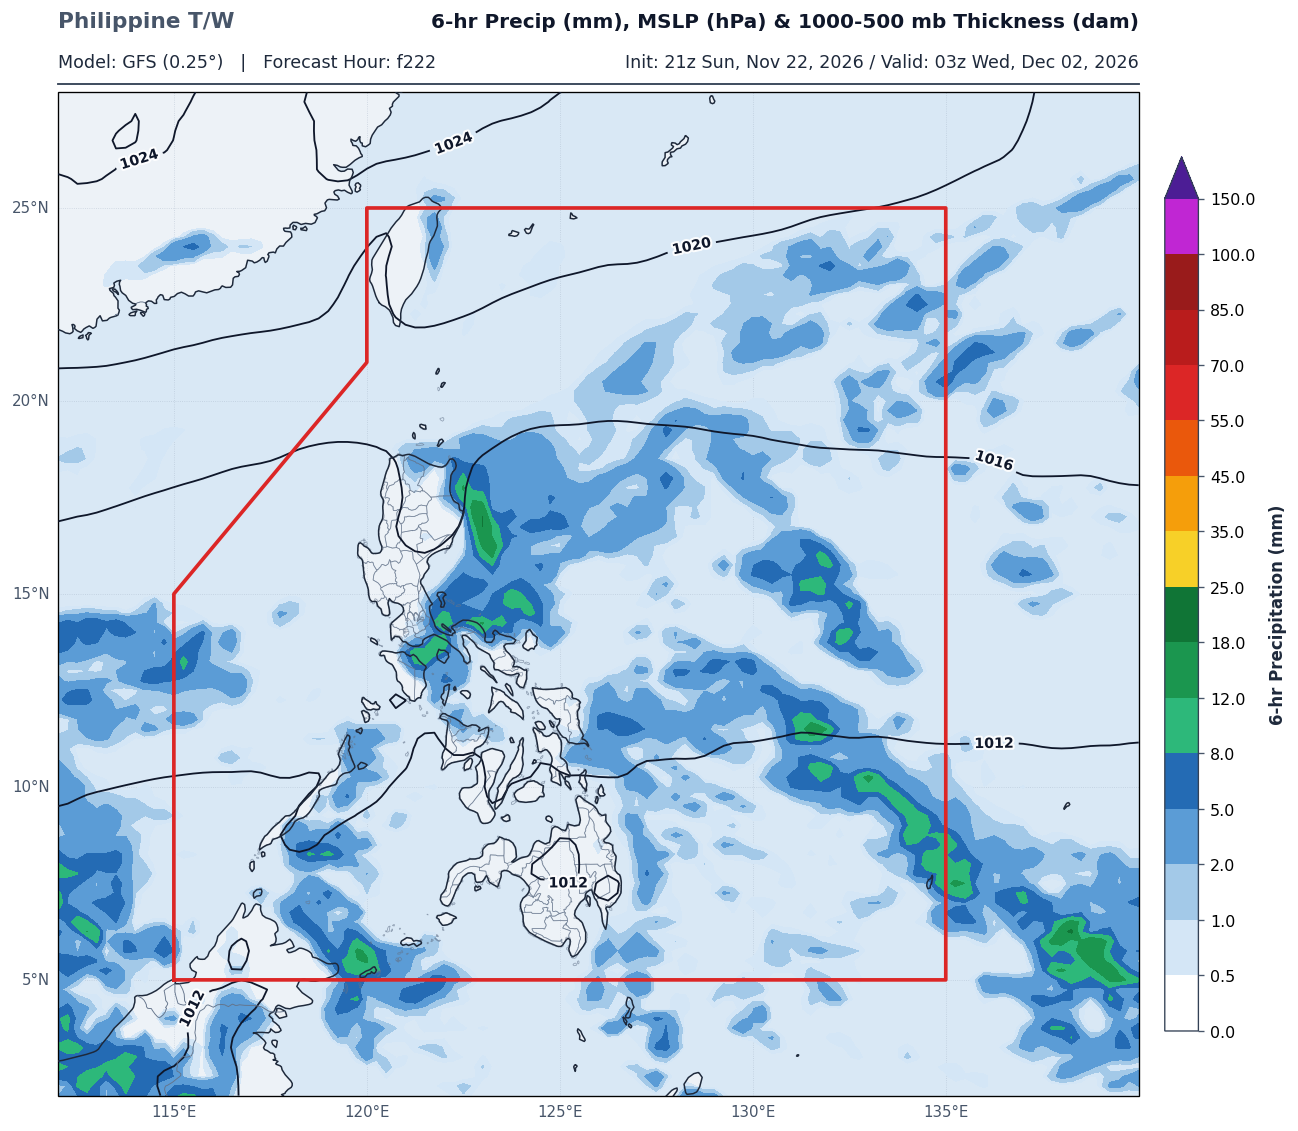 Philippine T/W
6-hr Precip (mm), MSLP (hPa) & 1000-500 mb Thickness (dam)
Model: GFS (0.25°) | Forecast Hour: f222
Init: 21z Sun, Nov 22, 2026 / Valid: 03z Wed, Dec 02, 2026
1024
1024
1020
1016
1012
1012
1012
25°N
20°N
15°N
10°N
5°N
115°E
120°E
125°E
130°E
135°E
150.0
100.0
85.0
70.0
55.0
45.0
35.0
25.0
18.0
12.0
8.0
5.0
2.0
1.0
0.5
0.0
6-hr Precipitation (mm)